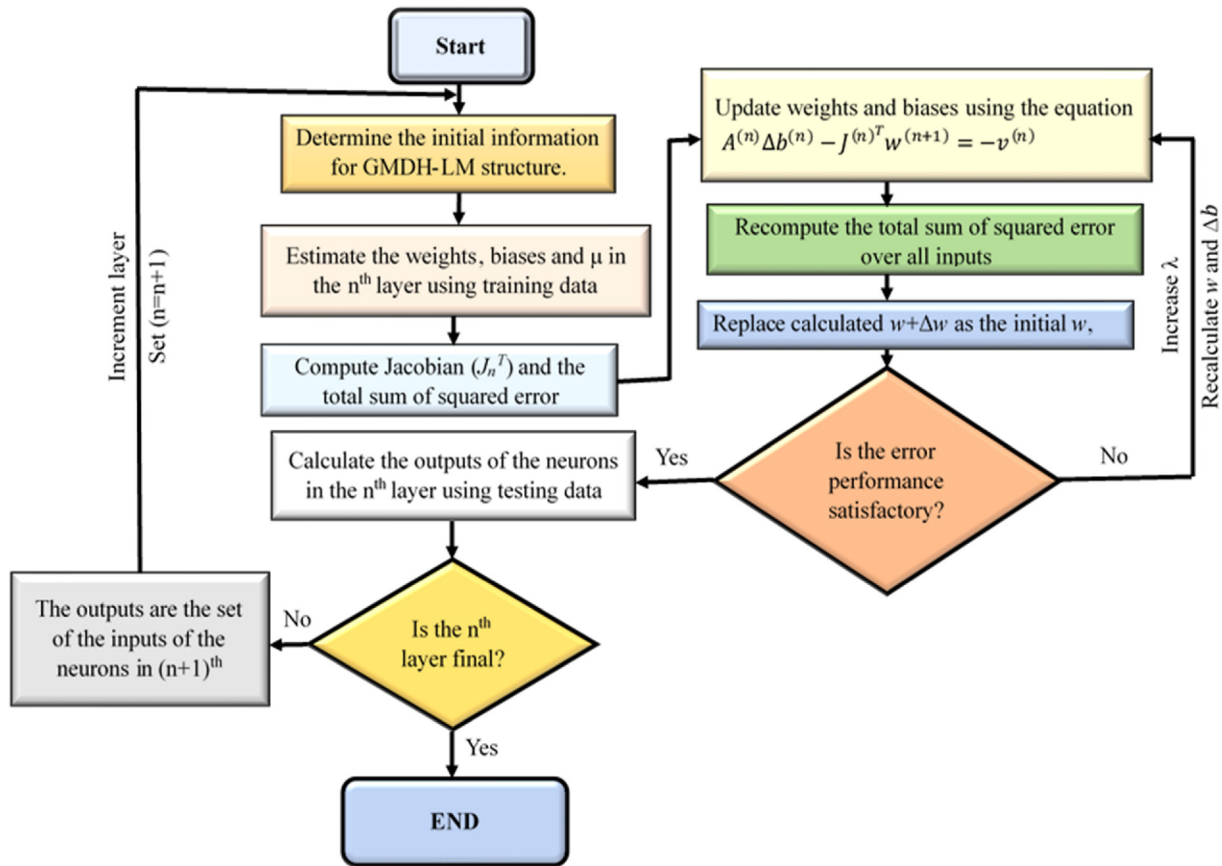 Start
Determine the initial information
for GMDH-LM structure.
Estimate the weights, biases and μ in
the nᵗʰ layer using training data
Compute Jacobian (Jₙᵀ) and the
total sum of squared error
Update weights and biases using the equation
A⁽ⁿ⁾Δb⁽ⁿ⁾ − J⁽ⁿ⁾ᵀw⁽ⁿ⁺¹⁾ = −v⁽ⁿ⁾
Recompute the total sum of squared error
over all inputs
Replace calculated w+Δw as the initial w,
Is the error
performance
satisfactory?
No
Increase λ
Recalculate w and Δb
Yes
Calculate the outputs of the neurons
in the nᵗʰ layer using testing data
Is the nᵗʰ
layer final?
No
The outputs are the set
of the inputs of the
neurons in (n+1)ᵗʰ
Increment layer
Set (n=n+1)
Yes
END